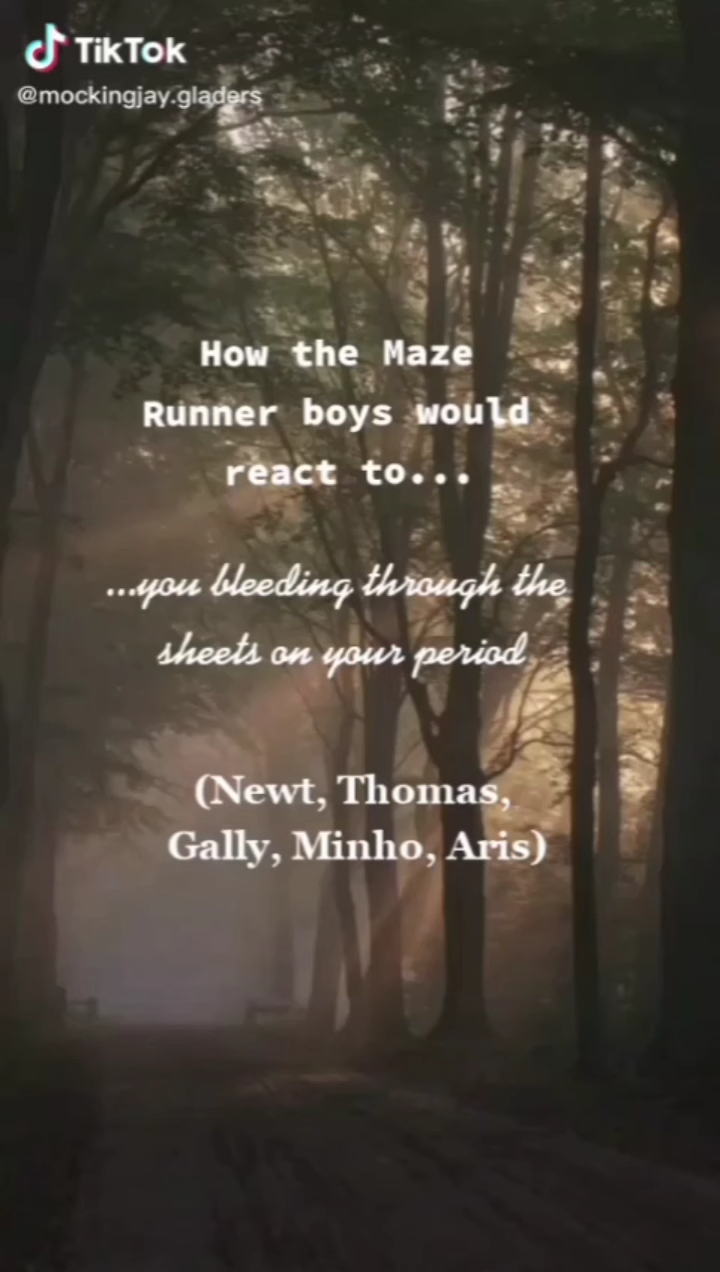 TikTok
@mockingjay.gladers
How the Maze
Runner boys would
react to...
...you bleeding through the
sheets on your period
(Newt, Thomas,
Gally, Minho, Aris)